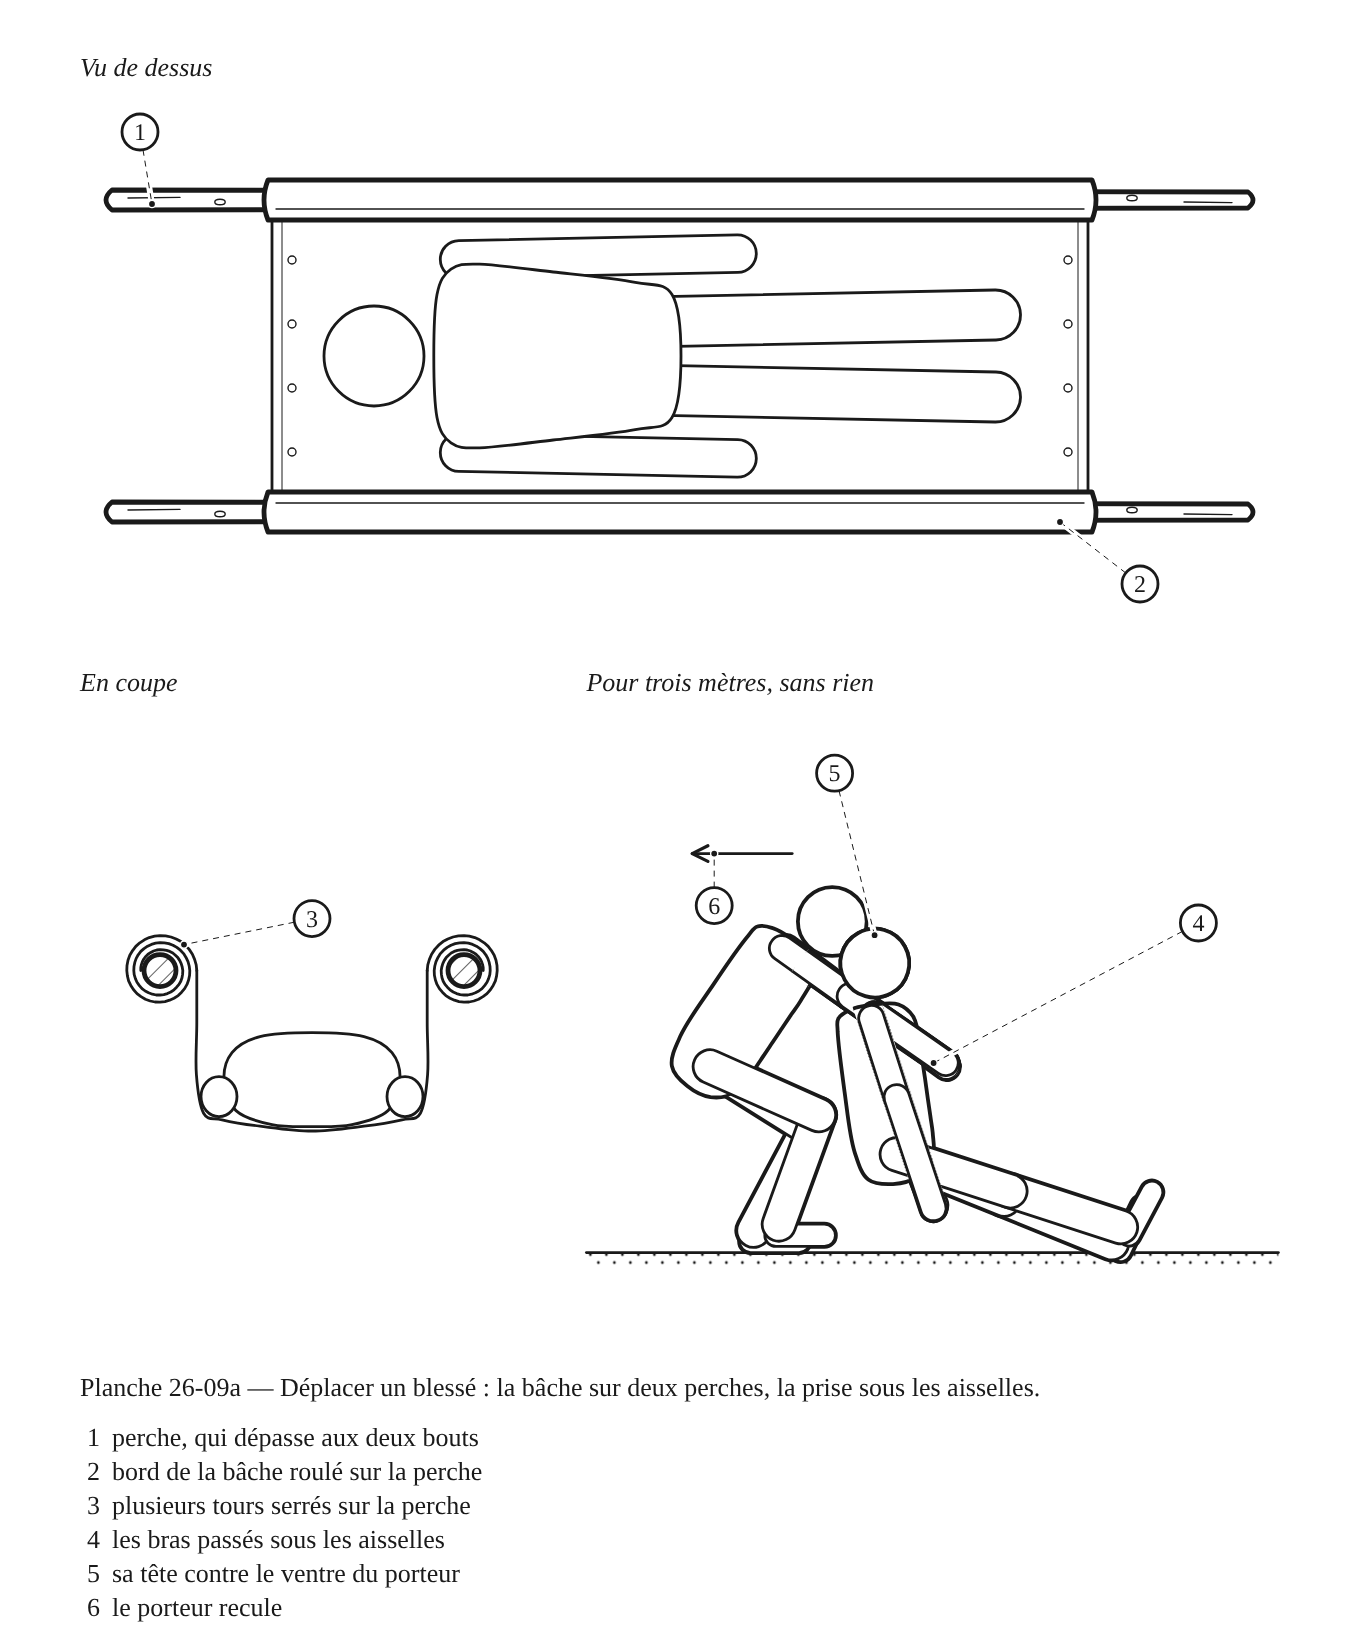 Vu de dessus
1
2
En coupe
Pour trois mètres, sans rien
5
6
3
4
Planche 26-09a — Déplacer un blessé : la bâche sur deux perches, la prise sous les aisselles.
1 perche, qui dépasse aux deux bouts
2 bord de la bâche roulé sur la perche
3 plusieurs tours serrés sur la perche
4 les bras passés sous les aisselles
5 sa tête contre le ventre du porteur
6 le porteur recule